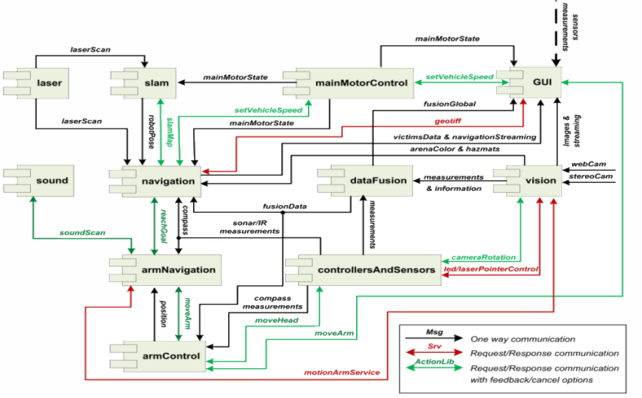 sensors
measurements
laserScan
mainMotorState
laser
slam
mainMotorState
mainMotorControl
setVehicleSpeed
GUI
fusionGlobal
setVehicleSpeed
laserScan
mainMotorState
geotiff
robotPose
slamMap
images &
streaming
victimsData & navigationStreaming
arenaColor & hazmats
webCam
stereoCam
sound
navigation
dataFusion
measurements
& information
vision
fusionData
sonar/IR
measurements
reachGoal
compass
measurements
soundScan
cameraRotation
armNavigation
controllersAndSensors
led/laserPointerControl
compass
measurements
position
moveArm
moveHead
moveArm
armControl
motionArmService
Msg
One way communication
Srv
Request/Response communication
ActionLib
Request/Response communication
with feedback/cancel options